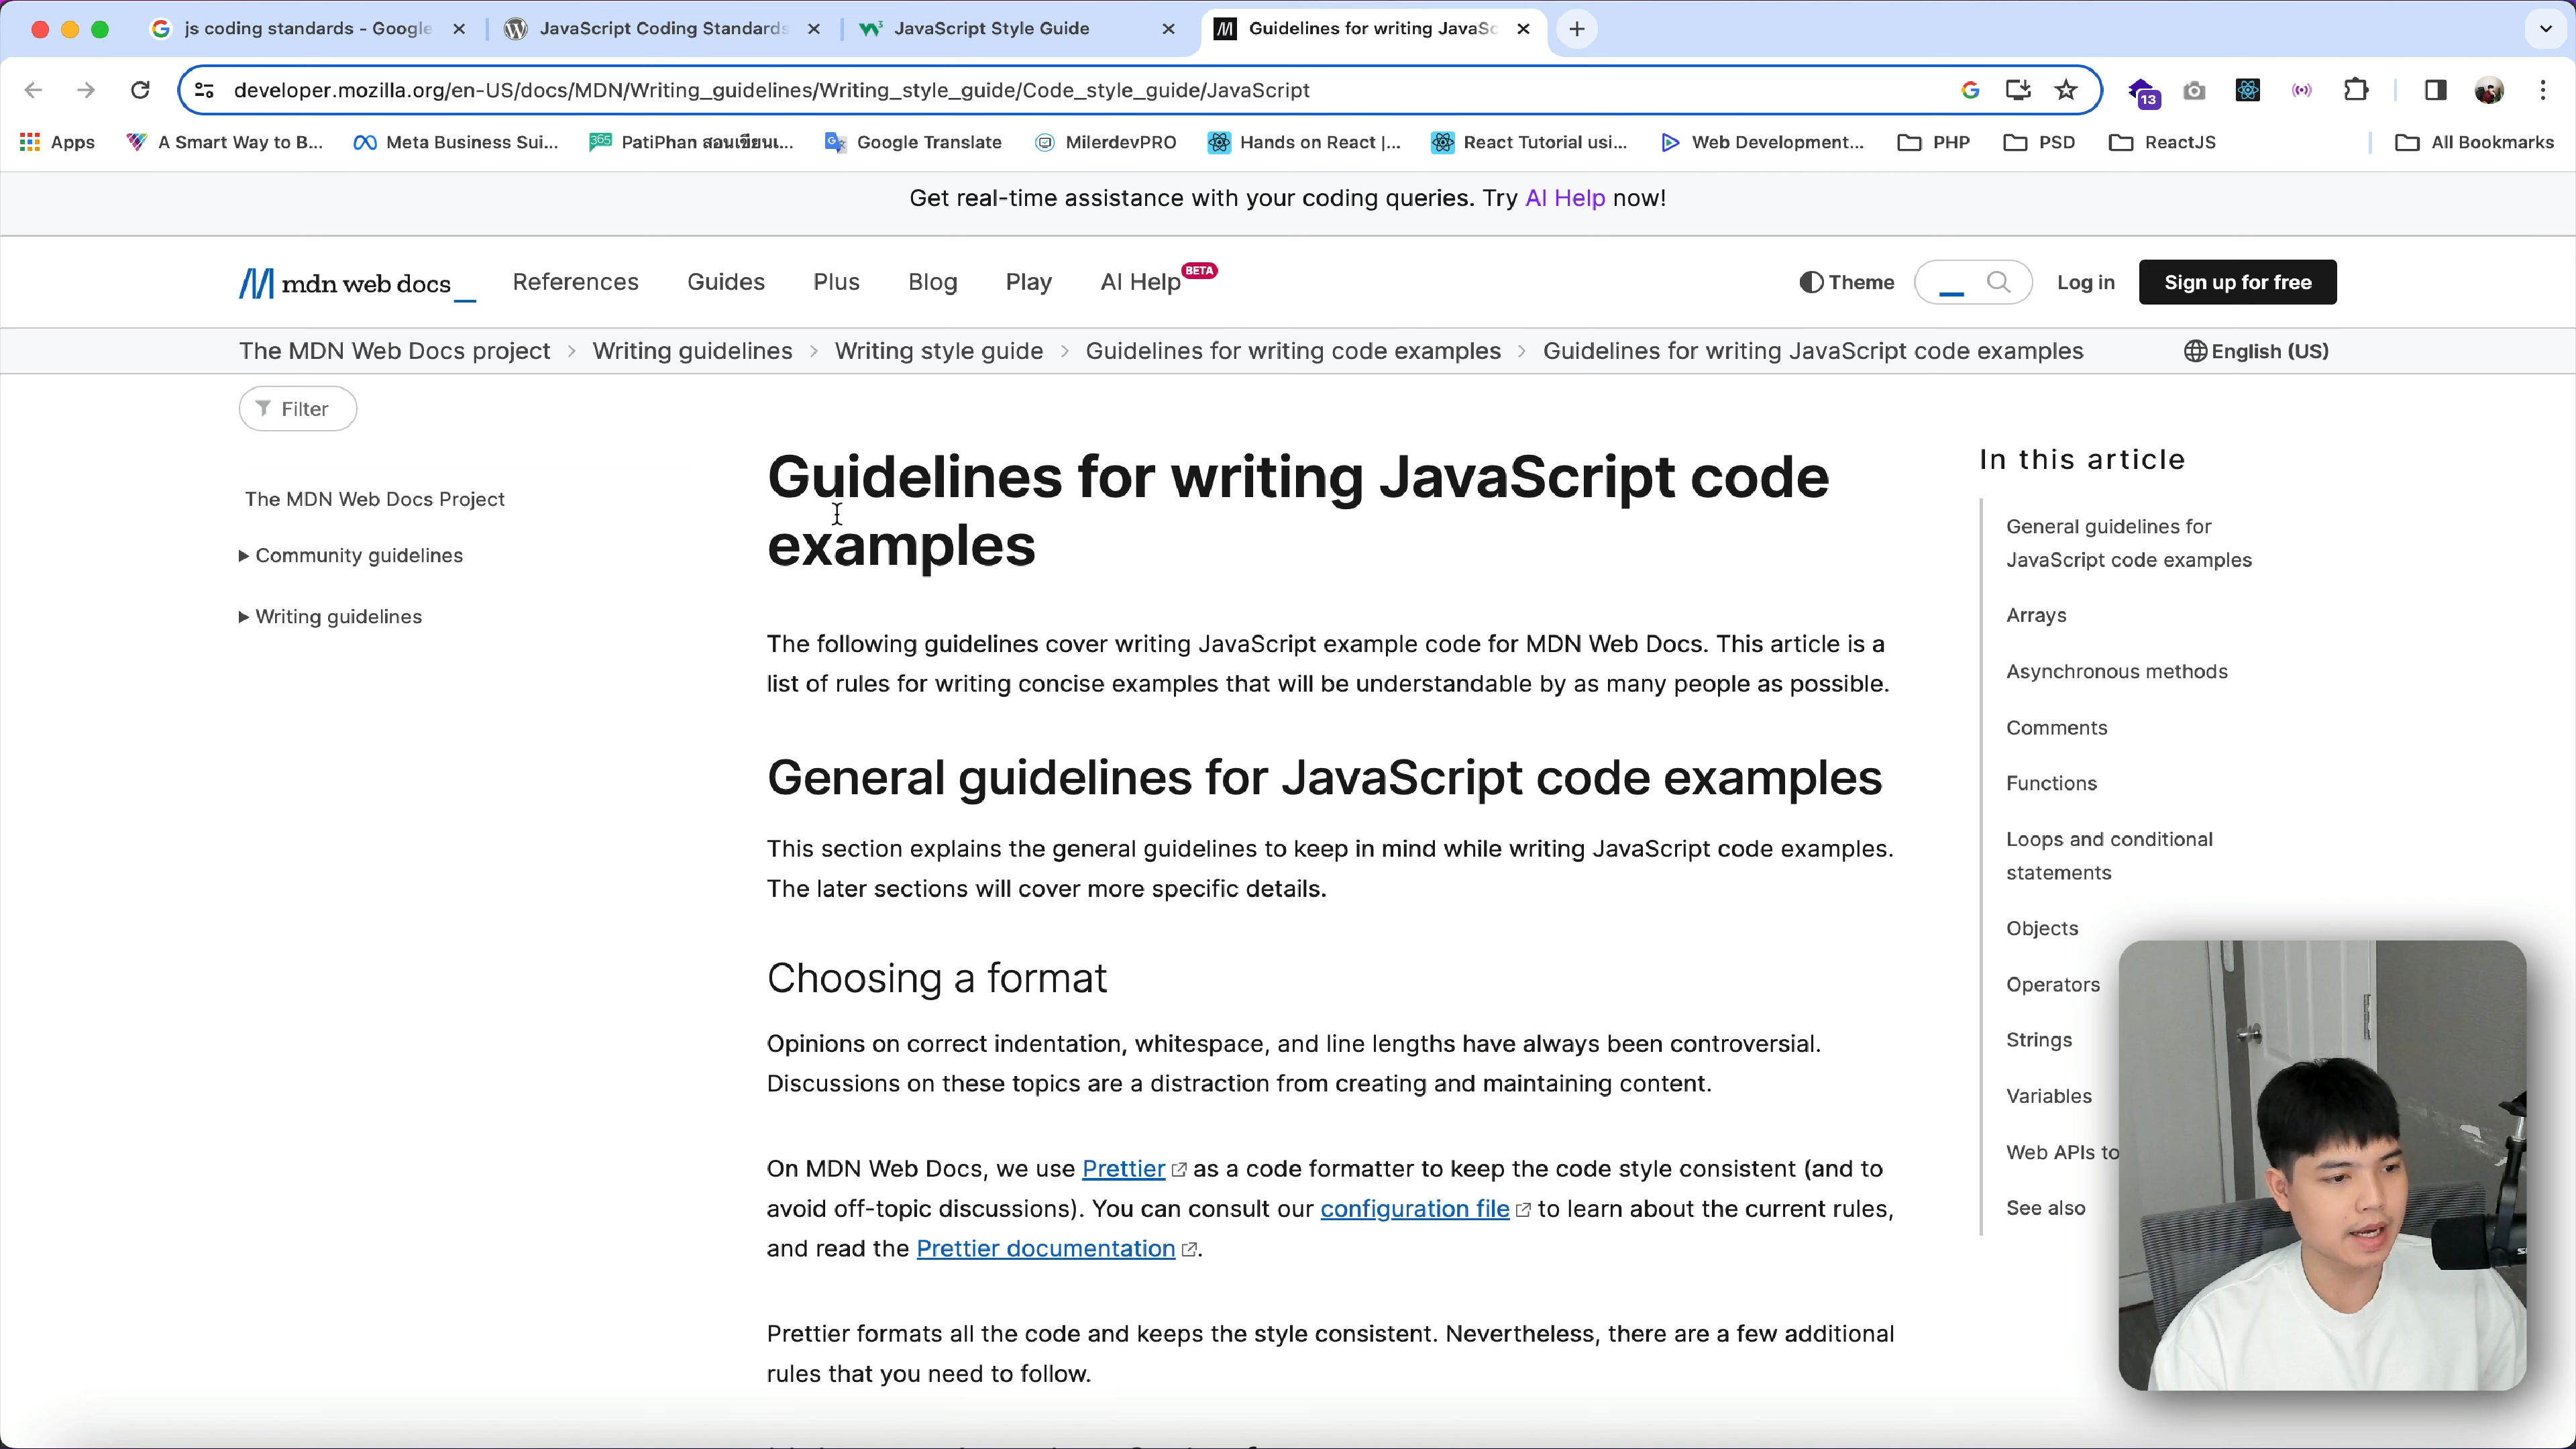 js coding standards - Google
JavaScript Coding Standards
JavaScript Style Guide
Guidelines for writing JavaSc
developer.mozilla.org/en-US/docs/MDN/Writing_guidelines/Writing_style_guide/Code_style_guide/JavaScript
13
Apps
A Smart Way to B...
Meta Business Sui...
365 PatiPhan สอนเขียนเ...
Google Translate
MilerdevPRO
Hands on React |...
React Tutorial usi...
Web Development...
PHP
PSD
ReactJS
All Bookmarks
Get real-time assistance with your coding queries. Try AI Help now!
mdn web docs_
References
Guides
Plus
Blog
Play
AI Help BETA
Theme
Log in
Sign up for free
The MDN Web Docs project > Writing guidelines > Writing style guide > Guidelines for writing code examples > Guidelines for writing JavaScript code examples
English (US)
Filter
The MDN Web Docs Project
Community guidelines
Writing guidelines
Guidelines for writing JavaScript code
examples
The following guidelines cover writing JavaScript example code for MDN Web Docs. This article is a
list of rules for writing concise examples that will be understandable by as many people as possible.
General guidelines for JavaScript code examples
This section explains the general guidelines to keep in mind while writing JavaScript code examples.
The later sections will cover more specific details.
Choosing a format
Opinions on correct indentation, whitespace, and line lengths have always been controversial.
Discussions on these topics are a distraction from creating and maintaining content.
On MDN Web Docs, we use Prettier as a code formatter to keep the code style consistent (and to
avoid off-topic discussions). You can consult our configuration file to learn about the current rules,
and read the Prettier documentation.
Prettier formats all the code and keeps the style consistent. Nevertheless, there are a few additional
rules that you need to follow.
In this article
General guidelines for
JavaScript code examples
Arrays
Asynchronous methods
Comments
Functions
Loops and conditional
statements
Objects
Operators
Strings
Variables
Web APIs to
See also